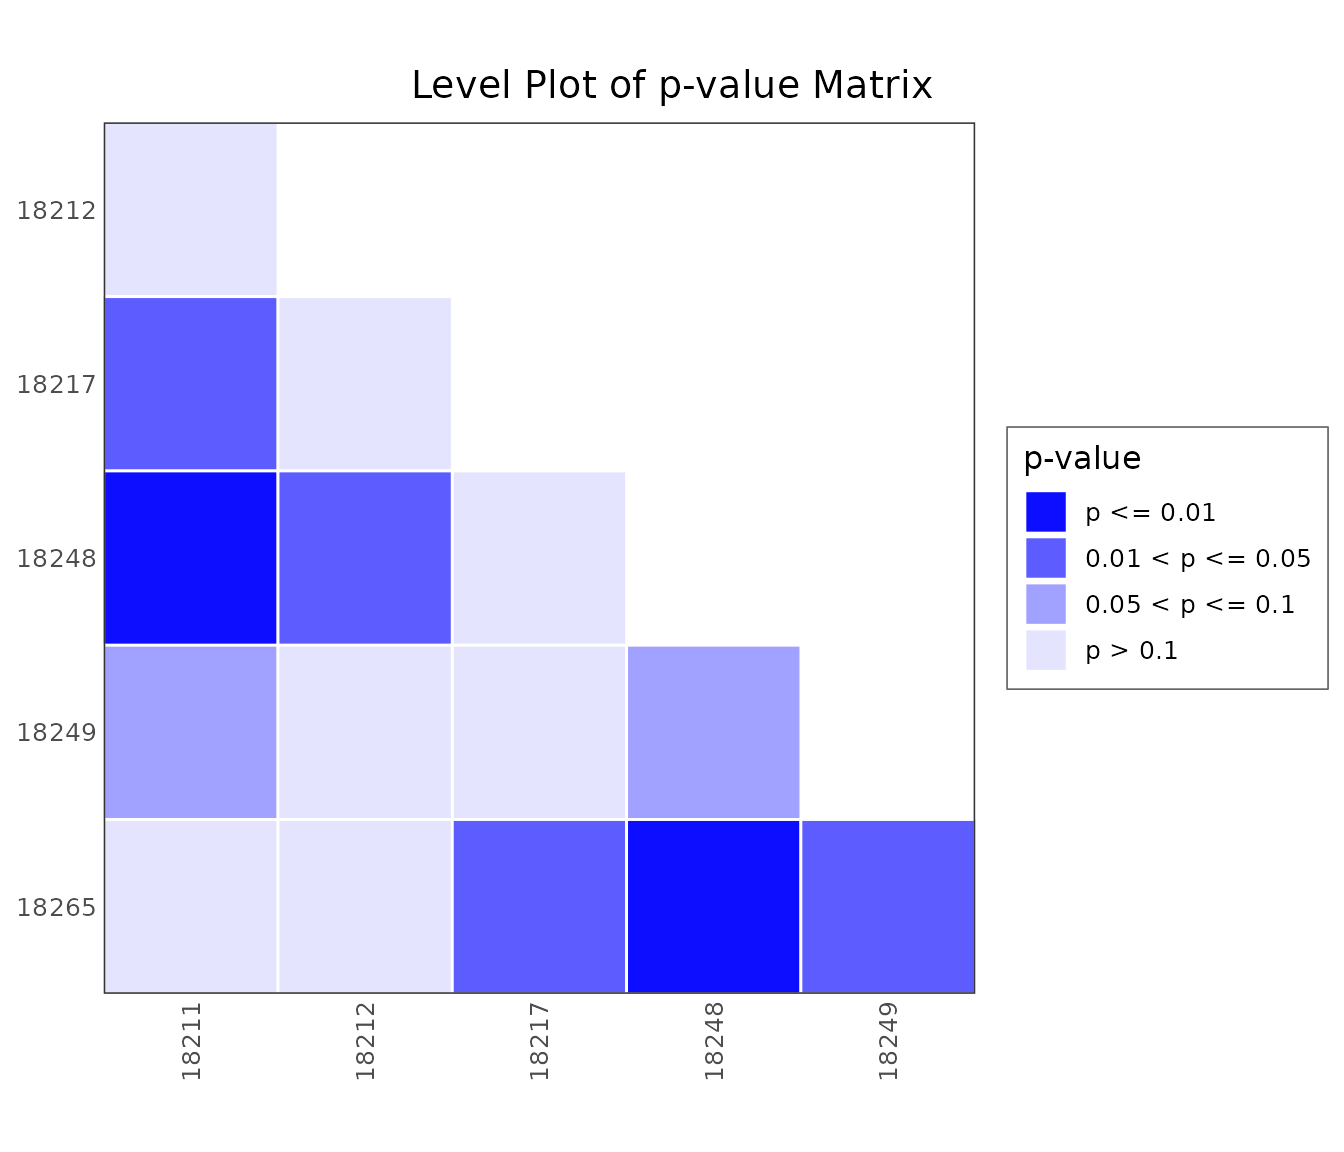 Level Plot of p-value Matrix
18212
18217
18248
18249
18265
18211
18212
18217
18248
18249
p-value
p <= 0.01
0.01 < p <= 0.05
0.05 < p <= 0.1
p > 0.1